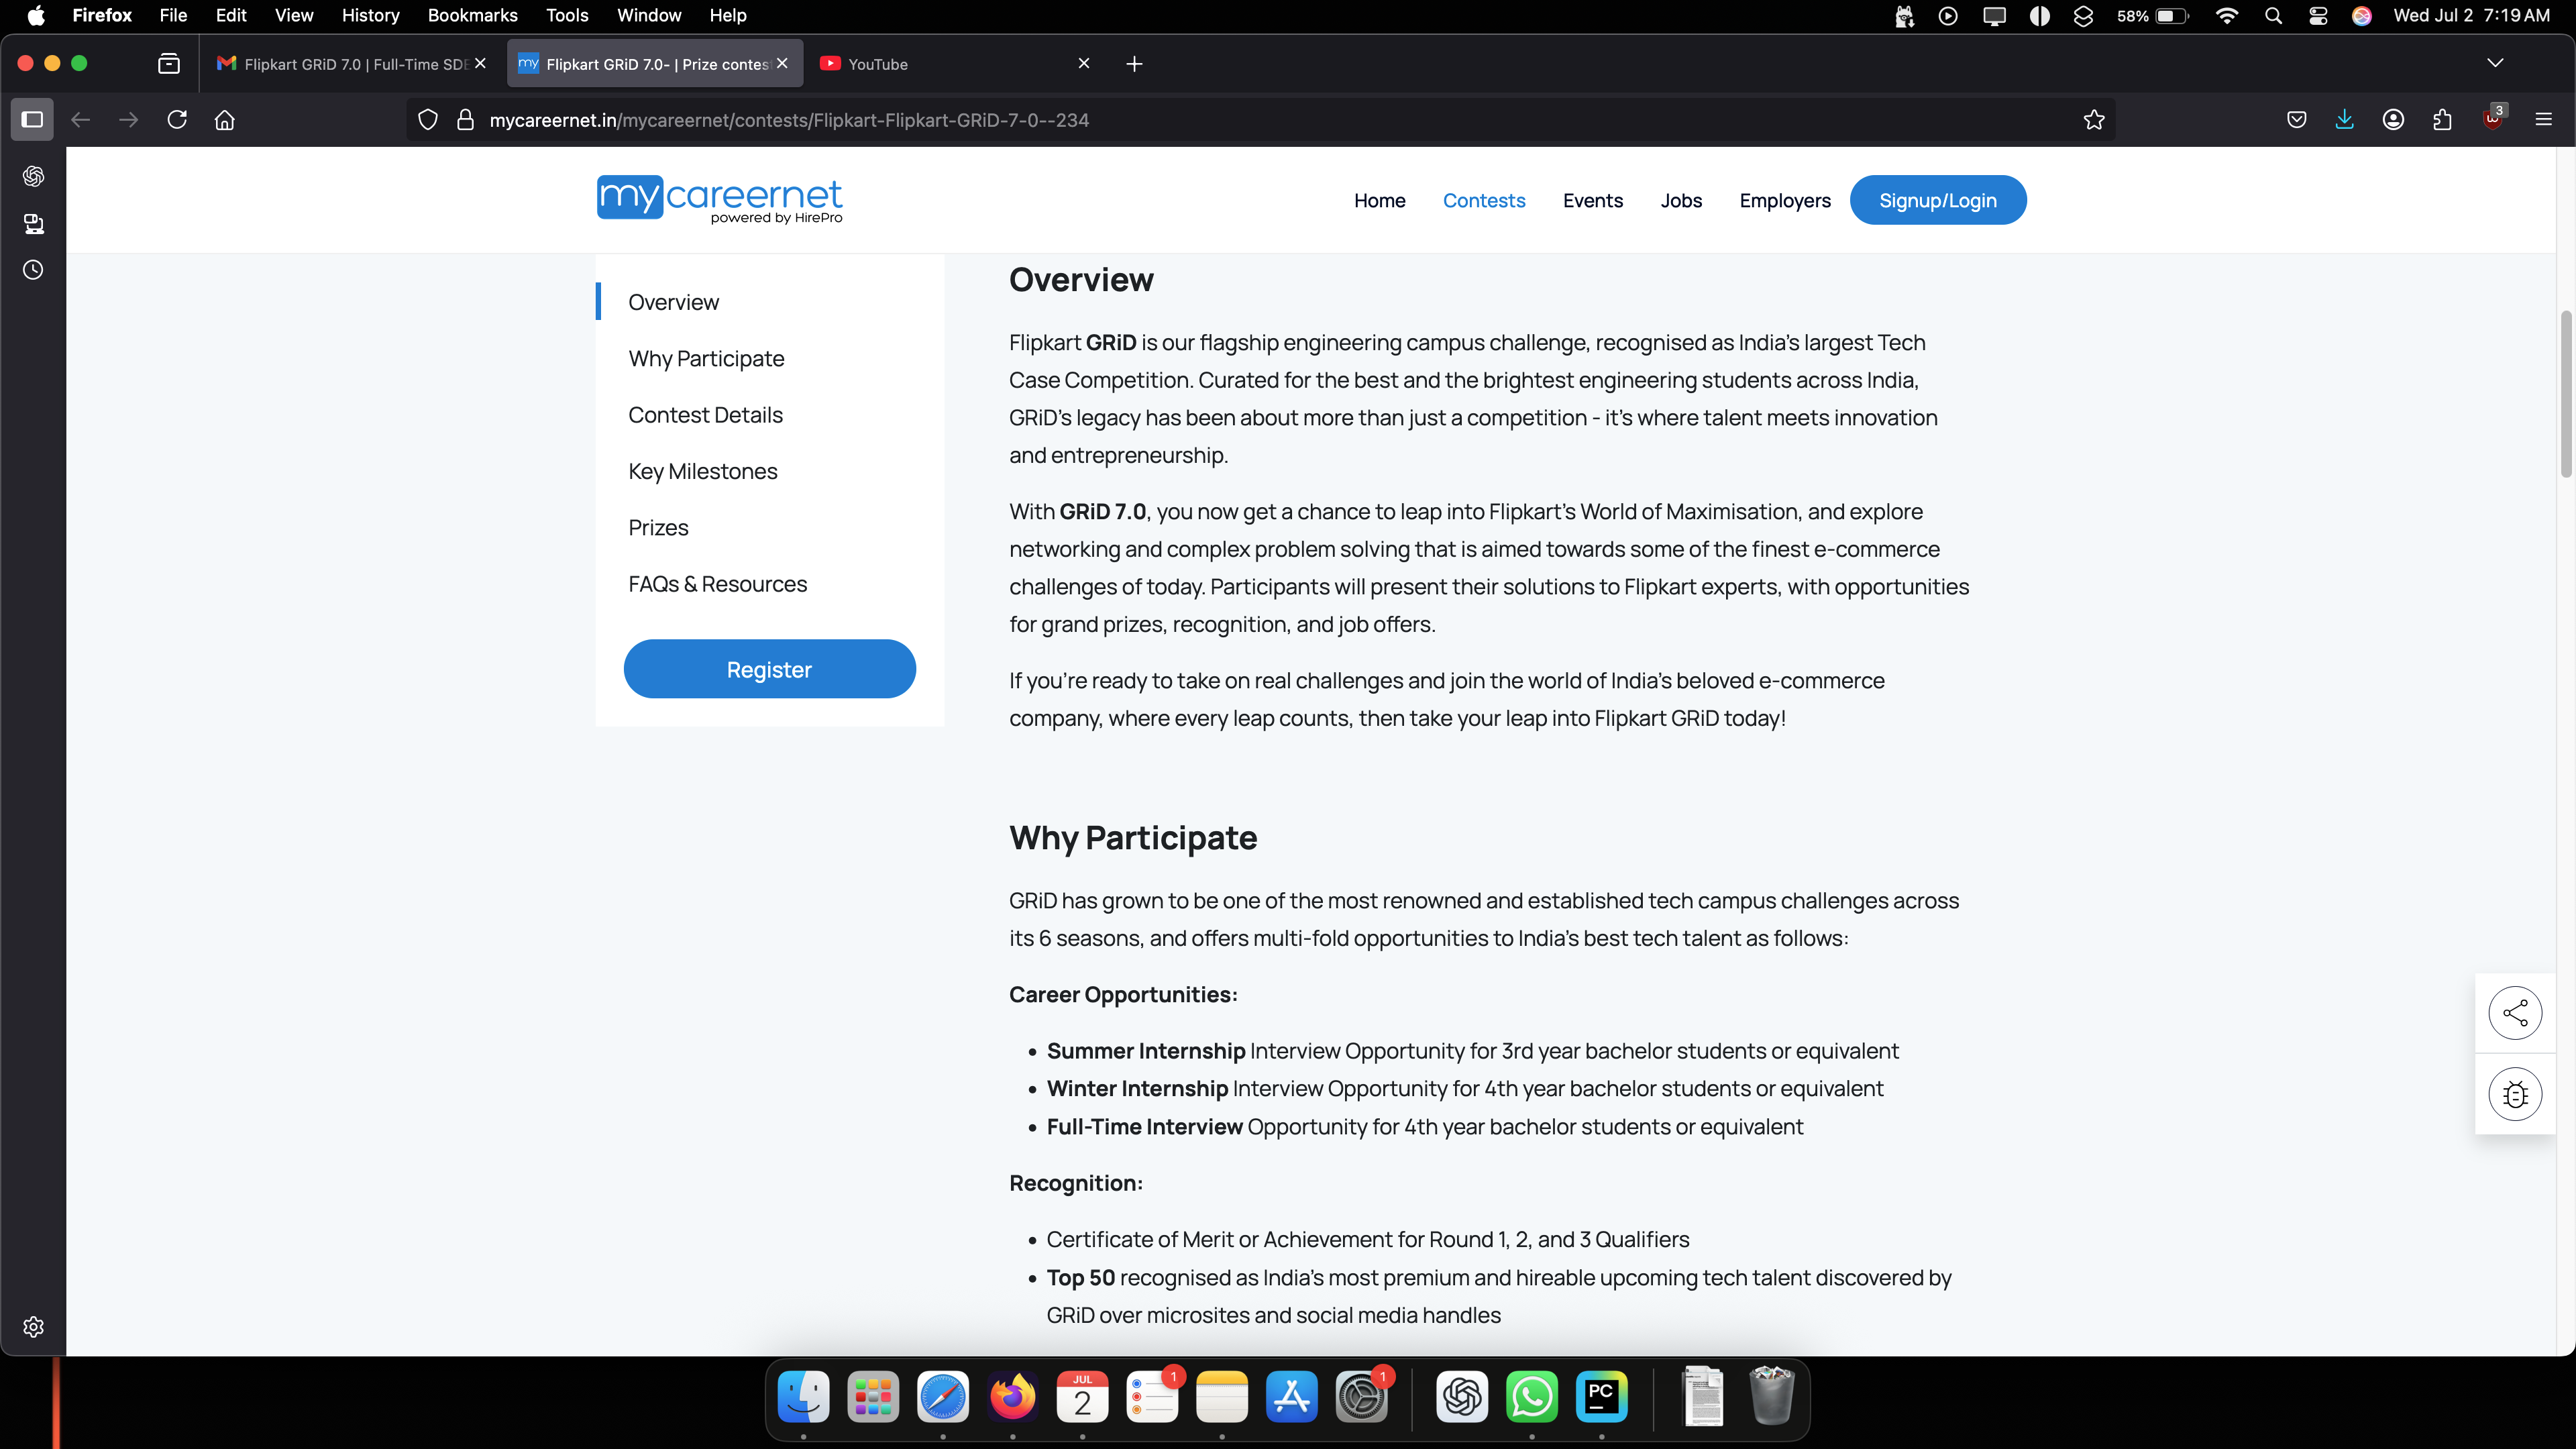 Firefox File Edit View History Bookmarks Tools Window Help 58% Wed Jul 2 7:19 AM
Flipkart GRiD 7.0 | Full-Time SDE
my Flipkart GRiD 7.0- | Prize contest
YouTube
mycareernet.in/mycareernet/contests/Flipkart-Flipkart-GRiD-7-0--234
3
mycareernet
powered by HirePro
Home Contests Events Jobs Employers Signup/Login
Overview
Why Participate
Contest Details
Key Milestones
Prizes
FAQs & Resources
Register
Overview
Flipkart GRiD is our flagship engineering campus challenge, recognised as India's largest Tech
Case Competition. Curated for the best and the brightest engineering students across India,
GRiD's legacy has been about more than just a competition - it's where talent meets innovation
and entrepreneurship.
With GRiD 7.0, you now get a chance to leap into Flipkart's World of Maximisation, and explore
networking and complex problem solving that is aimed towards some of the finest e-commerce
challenges of today. Participants will present their solutions to Flipkart experts, with opportunities
for grand prizes, recognition, and job offers.
If you're ready to take on real challenges and join the world of India's beloved e-commerce
company, where every leap counts, then take your leap into Flipkart GRiD today!
Why Participate
GRiD has grown to be one of the most renowned and established tech campus challenges across
its 6 seasons, and offers multi-fold opportunities to India's best tech talent as follows:
Career Opportunities:
• Summer Internship Interview Opportunity for 3rd year bachelor students or equivalent
• Winter Internship Interview Opportunity for 4th year bachelor students or equivalent
• Full-Time Interview Opportunity for 4th year bachelor students or equivalent
Recognition:
• Certificate of Merit or Achievement for Round 1, 2, and 3 Qualifiers
• Top 50 recognised as India's most premium and hireable upcoming tech talent discovered by
GRiD over microsites and social media handles
JUL
2
1
1
PC